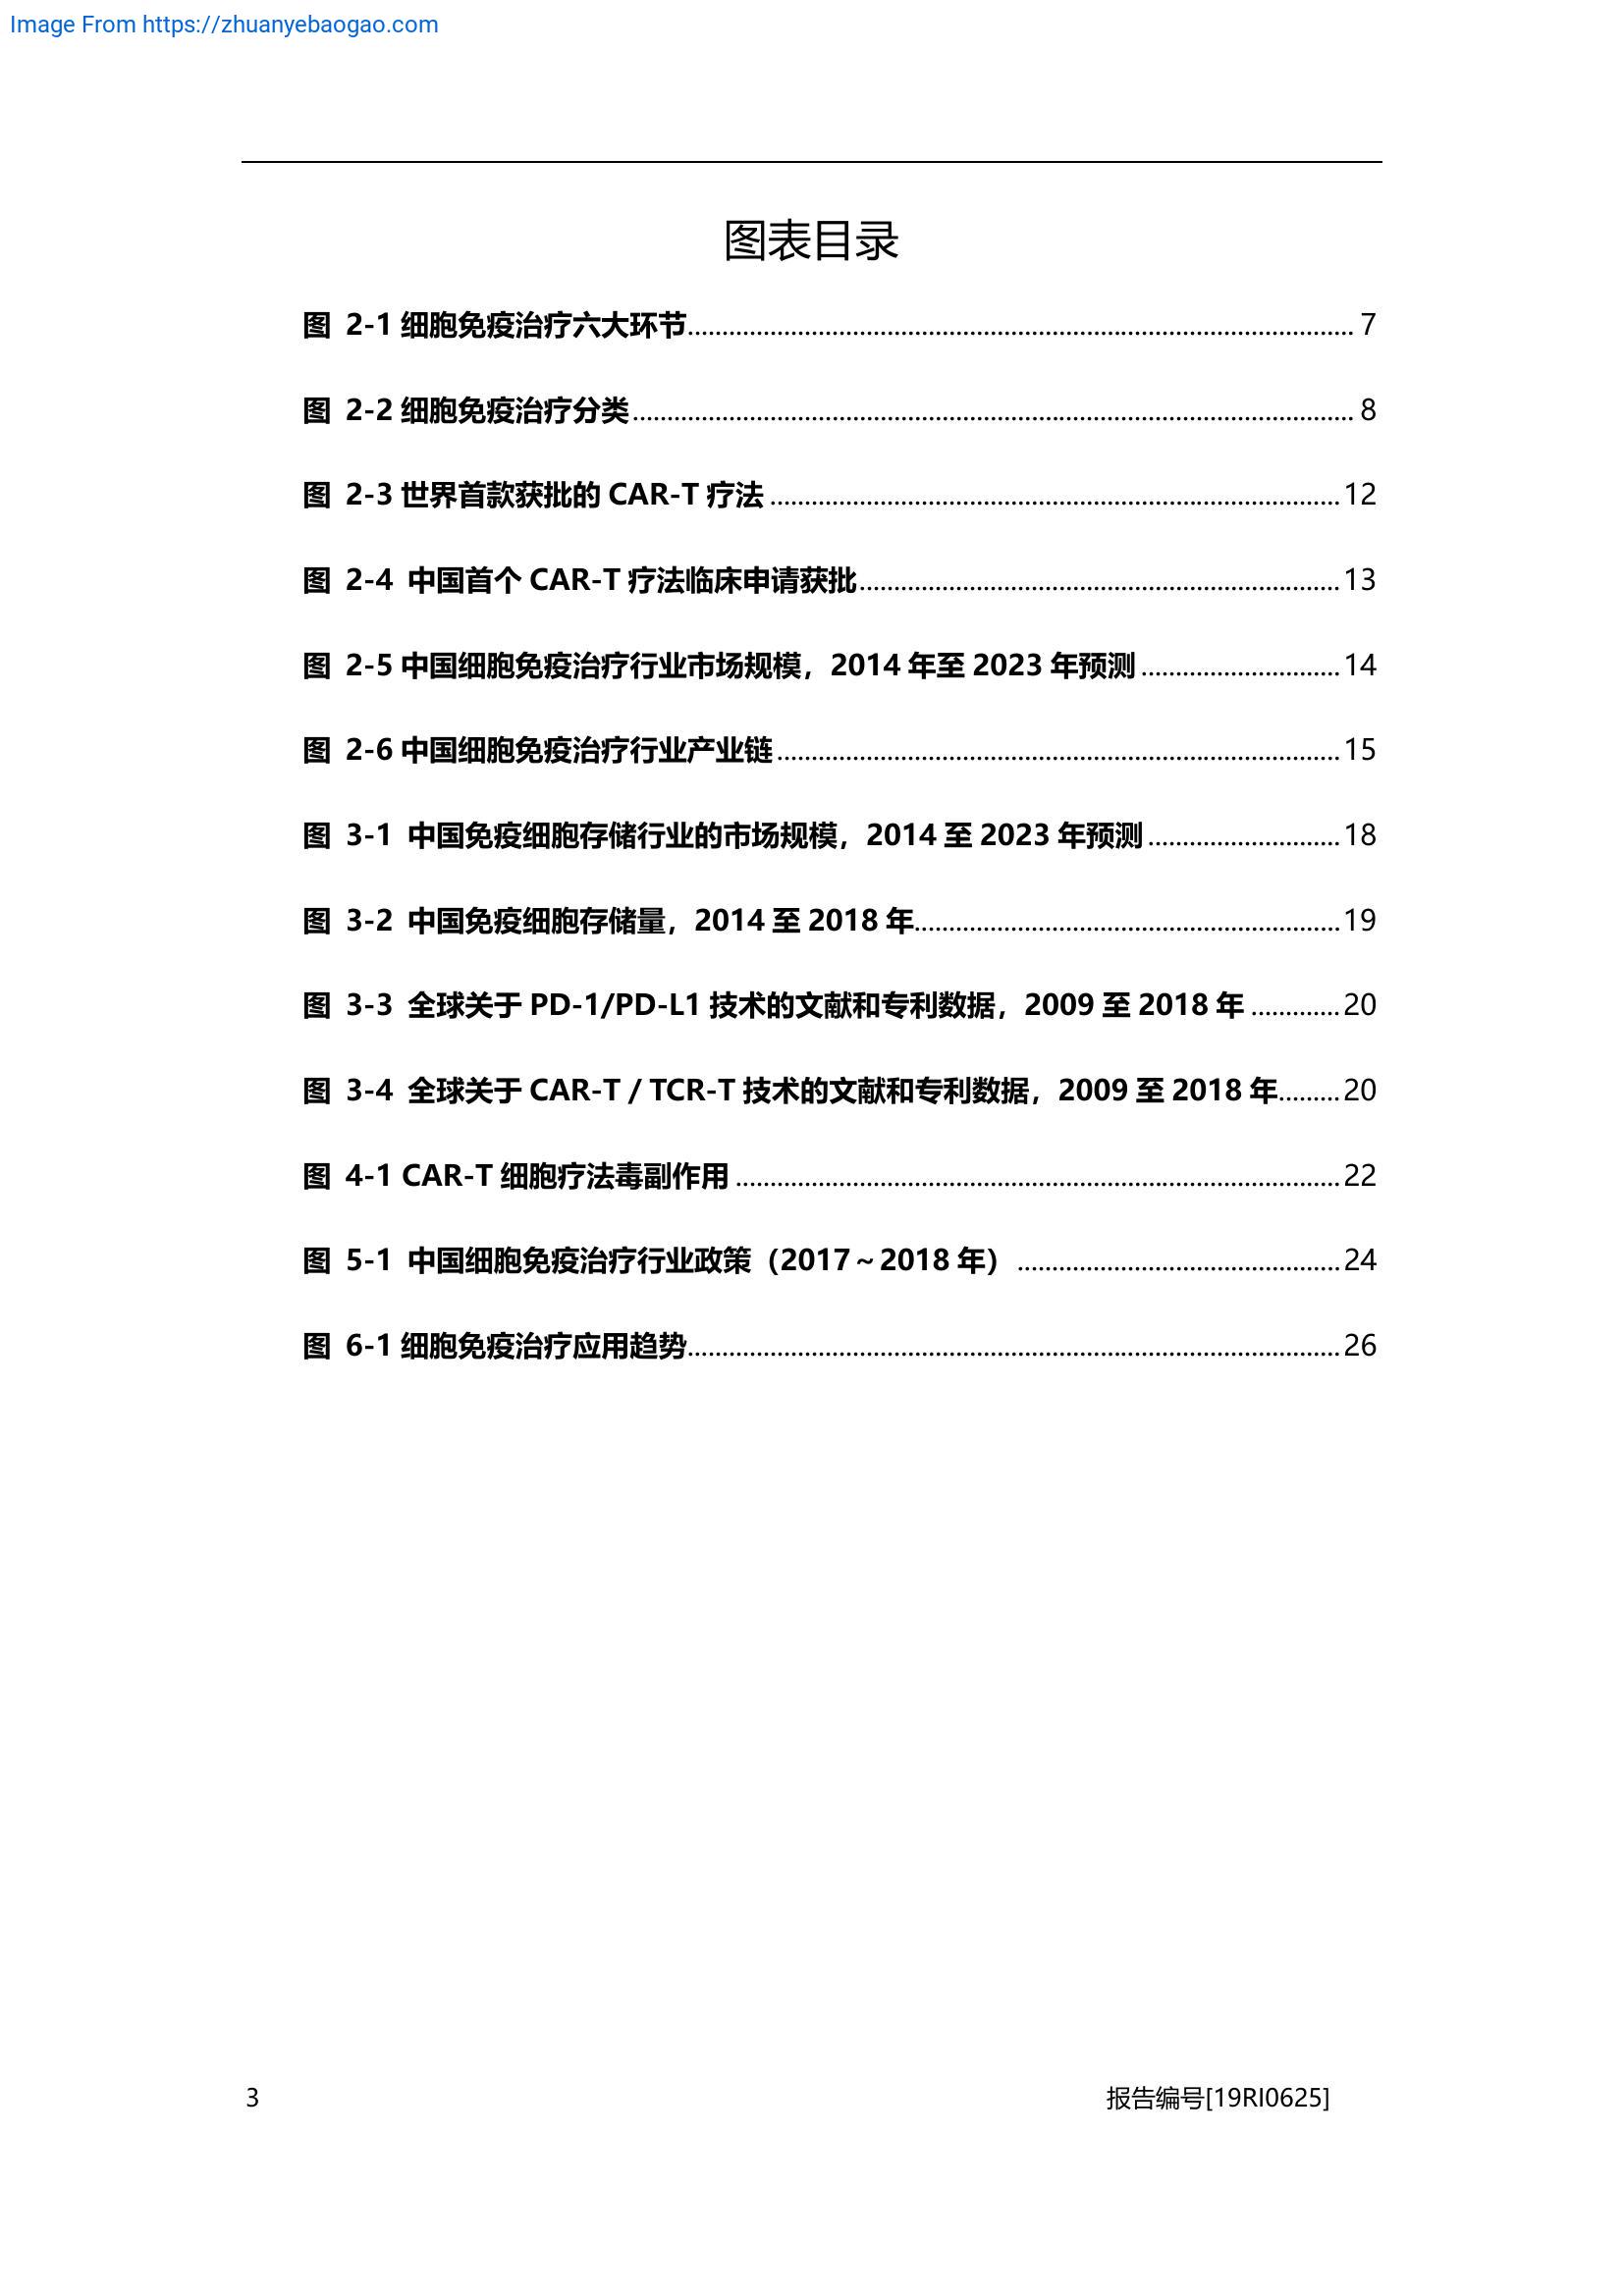 Image From https://zhuanyebaogao.com
图表目录
图 2-1 细胞免疫治疗六大环节................................................................ 7
图 2-2 细胞免疫治疗分类................................................................ 8
图 2-3 世界首款获批的 CAR-T 疗法................................................................ 12
图 2-4 中国首个 CAR-T 疗法临床申请获批................................................................ 13
图 2-5 中国细胞免疫治疗行业市场规模，2014 年至 2023 年预测............................. 14
图 2-6 中国细胞免疫治疗行业产业链................................................................ 15
图 3-1 中国免疫细胞存储行业的市场规模，2014 至 2023 年预测............................ 18
图 3-2 中国免疫细胞存储量，2014 至 2018 年.............................................................. 19
图 3-3 全球关于 PD-1/PD-L1 技术的文献和专利数据，2009 至 2018 年............. 20
图 3-4 全球关于 CAR-T / TCR-T 技术的文献和专利数据，2009 至 2018 年......... 20
图 4-1 CAR-T 细胞疗法毒副作用................................................................ 22
图 5-1 中国细胞免疫治疗行业政策（2017～2018 年）............................................... 24
图 6-1 细胞免疫治疗应用趋势................................................................ 26
3 报告编号[19RI0625]